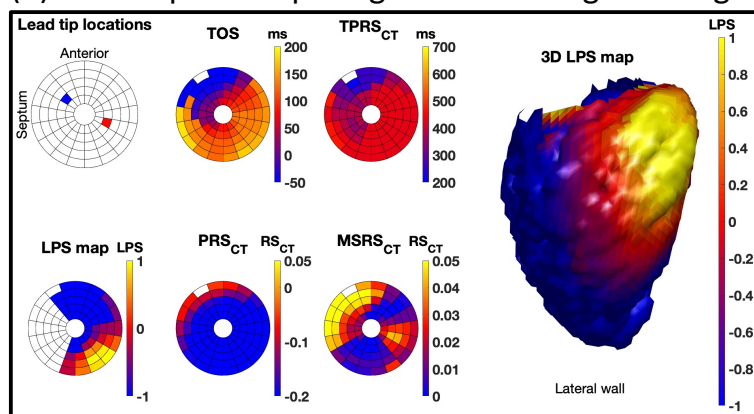 Lead tip locations
Anterior
Septum
TOS
ms
200
150
100
50
0
-50
TPRSCT
ms
700
600
500
400
300
200
3D LPS map
LPS
1
0.8
0.6
0.4
0.2
0
-0.2
-0.4
-0.6
-0.8
-1
Lateral wall
LPS map
LPS
1
0
-1
PRSCT
RSCT
0.05
0
-0.1
-0.2
MSRSCT
RSCT
0.05
0.04
0.03
0.02
0.01
0